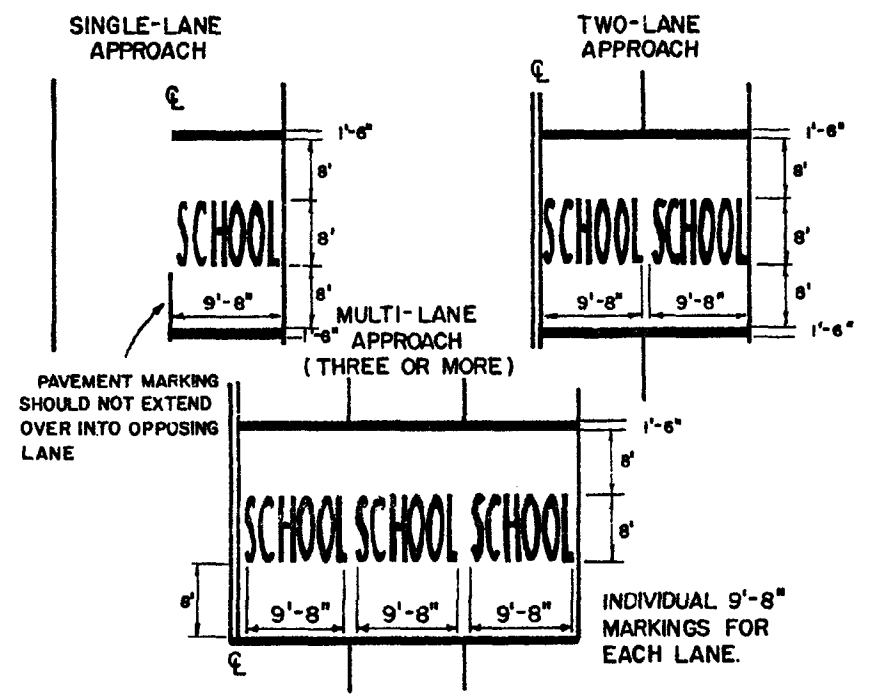 SINGLE-LANE
APPROACH
℄
1'-6"
8'
SCHOOL
8'
9'-8"
8'
1'-6"
PAVEMENT MARKING
SHOULD NOT EXTEND
OVER INTO OPPOSING
LANE
TWO-LANE
APPROACH
℄
1'-6"
8'
SCHOOL SCHOOL
8'
9'-8" 9'-8"
8'
1'-6"
MULTI-LANE
APPROACH
(THREE OR MORE)
1'-6"
8'
SCHOOL SCHOOL SCHOOL
8'
8'
9'-8" 9'-8" 9'-8"
℄
INDIVIDUAL 9'-8"
MARKINGS FOR
EACH LANE.